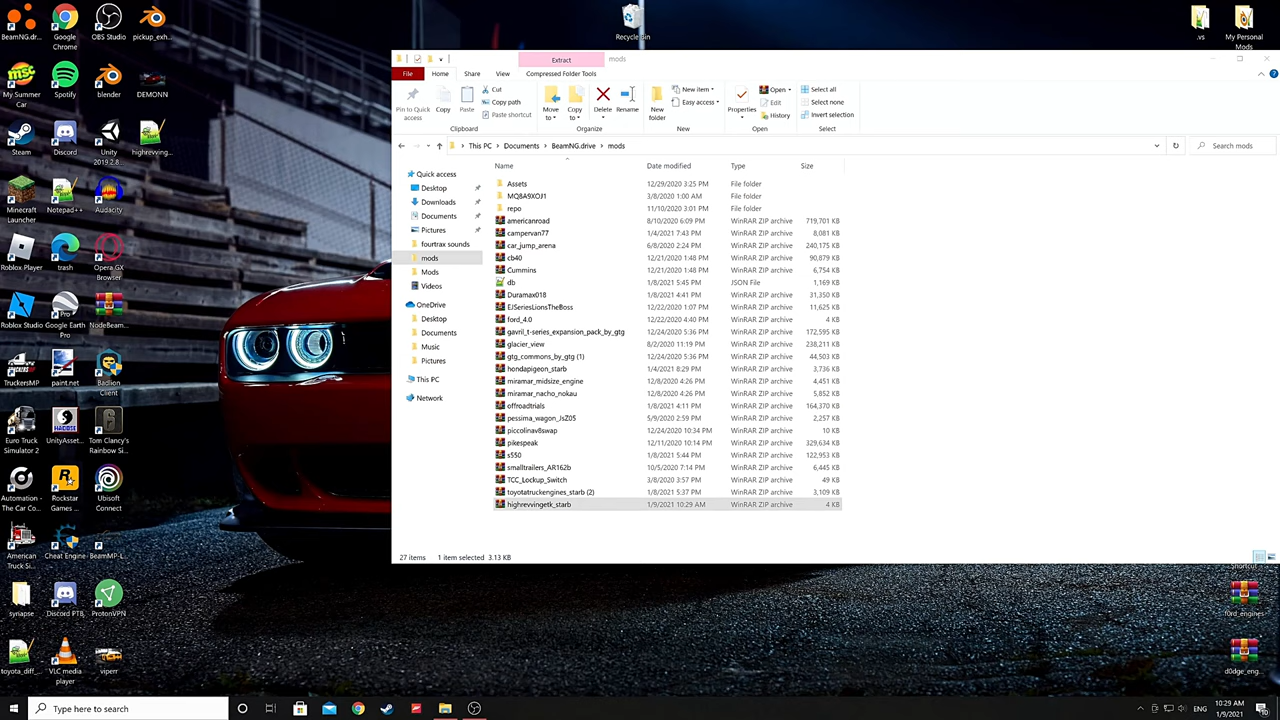 BeamNG.dr...
Google Chrome
OBS Studio
pickup_exh...
My Summer Car
Spotify
blender
DEMONN
Steam
Discord
Unity 2019.2.8...
highrevving...
Minecraft Launcher
Notepad++
Audacity
Roblox Player
trash
Opera GX Browser
Roblox Studio
Google Earth Pro
NodeBeam...
TruckersMP
paint.net
Badlion Client
Euro Truck Simulator 2
UnityAsset...
Tom Clancy's Rainbow Si...
Automation - The Car Co...
Rockstar Games ...
Ubisoft Connect
American Truck Si...
Cheat Engine
BeamMP-L...
synapse
Discord PTB
ProtonVPN
toyota_diff_...
VLC media player
viperr
Recycle Bin
.vs
My Personal Mods
Extract
mods
File
Home
Share
View
Compressed Folder Tools
Pin to Quick access
Copy
Paste
Cut
Copy path
Paste shortcut
Move to
Copy to
Delete
Rename
New folder
New item
Easy access
Properties
Open
Edit
History
Select all
Select none
Invert selection
Clipboard
Organize
New
Open
Select
This PC > Documents > BeamNG.drive > mods
Search mods
Name Date modified Type Size
Quick access
Desktop
Downloads
Documents
Pictures
fourtrax sounds
mods
Mods
Videos
OneDrive
Desktop
Documents
Music
Pictures
This PC
Network
Assets 12/29/2020 3:25 PM File folder
MQ8A9XOJ1 3/8/2020 1:00 AM File folder
repo 11/10/2020 3:01 PM File folder
americanroad 8/10/2020 6:09 PM WinRAR ZIP archive 719,701 KB
campervan77 1/4/2021 7:43 PM WinRAR ZIP archive 8,081 KB
car_jump_arena 6/8/2020 2:24 PM WinRAR ZIP archive 240,175 KB
cb40 12/21/2020 1:48 PM WinRAR ZIP archive 90,879 KB
Cummins 12/21/2020 1:48 PM WinRAR ZIP archive 6,754 KB
db 1/8/2021 5:45 PM JSON File 1,169 KB
Duramax018 1/8/2021 4:41 PM WinRAR ZIP archive 31,350 KB
EJSeriesLionsTheBoss 12/22/2020 1:07 PM WinRAR ZIP archive 11,625 KB
ford_4.0 12/22/2020 4:40 PM WinRAR ZIP archive 4 KB
gavril_t-series_expansion_pack_by_gtg 12/24/2020 5:36 PM WinRAR ZIP archive 172,595 KB
glacier_view 8/2/2020 11:19 PM WinRAR ZIP archive 238,211 KB
gtg_commons_by_gtg (1) 12/24/2020 5:36 PM WinRAR ZIP archive 44,503 KB
hondapigeon_starb 1/4/2021 8:29 PM WinRAR ZIP archive 3,736 KB
miramar_midsize_engine 12/8/2020 4:26 PM WinRAR ZIP archive 4,451 KB
miramar_nacho_nokau 12/8/2020 4:26 PM WinRAR ZIP archive 5,852 KB
offroadtrials 1/8/2021 4:11 PM WinRAR ZIP archive 164,370 KB
pessima_wagon_JsZ05 5/9/2020 2:59 PM WinRAR ZIP archive 2,257 KB
piccolinav8swap 12/24/2020 10:34 PM WinRAR ZIP archive 10 KB
pikespeak 12/11/2020 10:14 PM WinRAR ZIP archive 329,634 KB
s550 1/8/2021 5:44 PM WinRAR ZIP archive 122,953 KB
smalltrailers_AR162b 10/5/2020 7:14 PM WinRAR ZIP archive 6,445 KB
TCC_Lockup_Switch 3/8/2020 3:57 PM WinRAR ZIP archive 49 KB
toyotatruckengines_starb (2) 1/8/2021 5:37 PM WinRAR ZIP archive 3,109 KB
highrevvingetk_starb 1/9/2021 10:29 AM WinRAR ZIP archive 4 KB
27 items 1 item selected 3.13 KB
Shortcut
f0rd_engines
d0dge_eng...
Type here to search
ENG
10:29 AM
1/9/2021